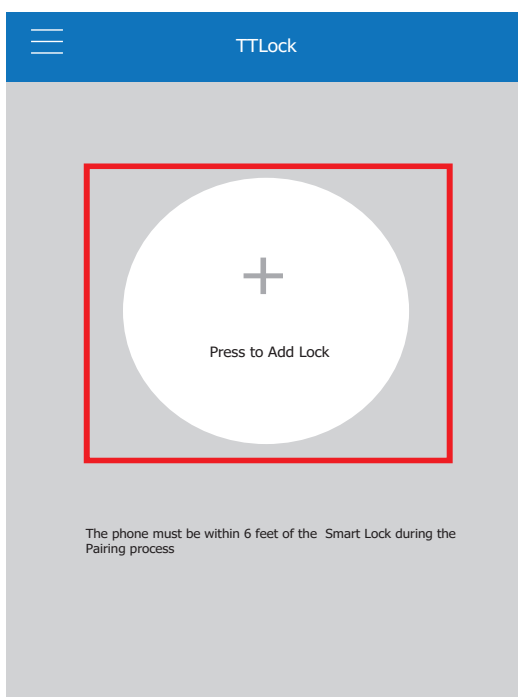 TTLock
Press to Add Lock
The phone must be within 6 feet of the Smart Lock during the
Pairing process